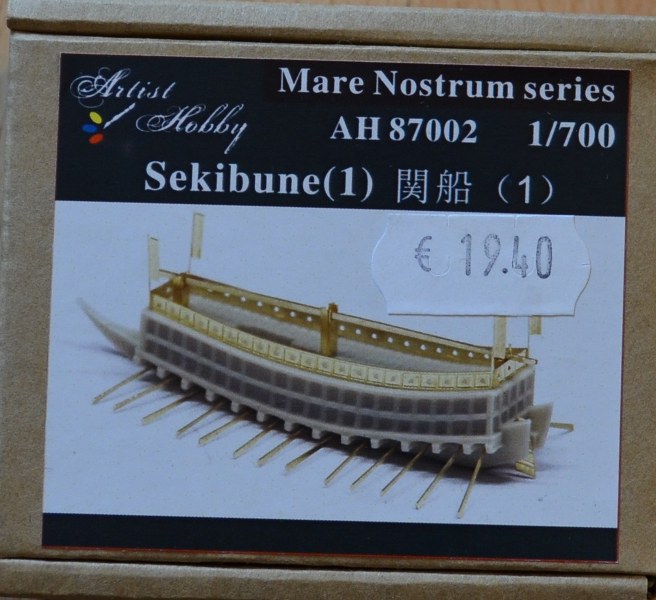 Artist
Hobby
Mare Nostrum series
AH 87002 1/700
Sekibune(1) 関船（1）
€ 19.40